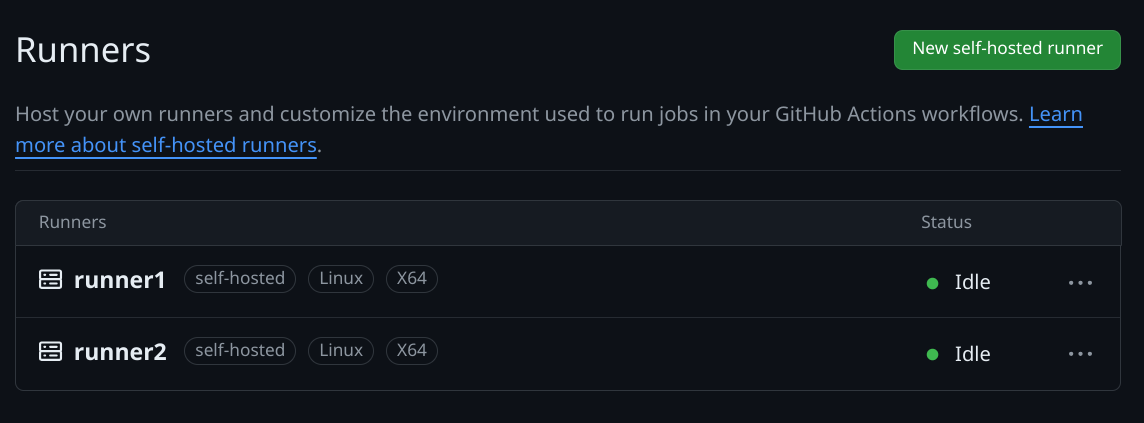 Runners
New self-hosted runner
Host your own runners and customize the environment used to run jobs in your GitHub Actions workflows. Learn
more about self-hosted runners.
Runners Status
runner1 self-hosted Linux X64 Idle
runner2 self-hosted Linux X64 Idle